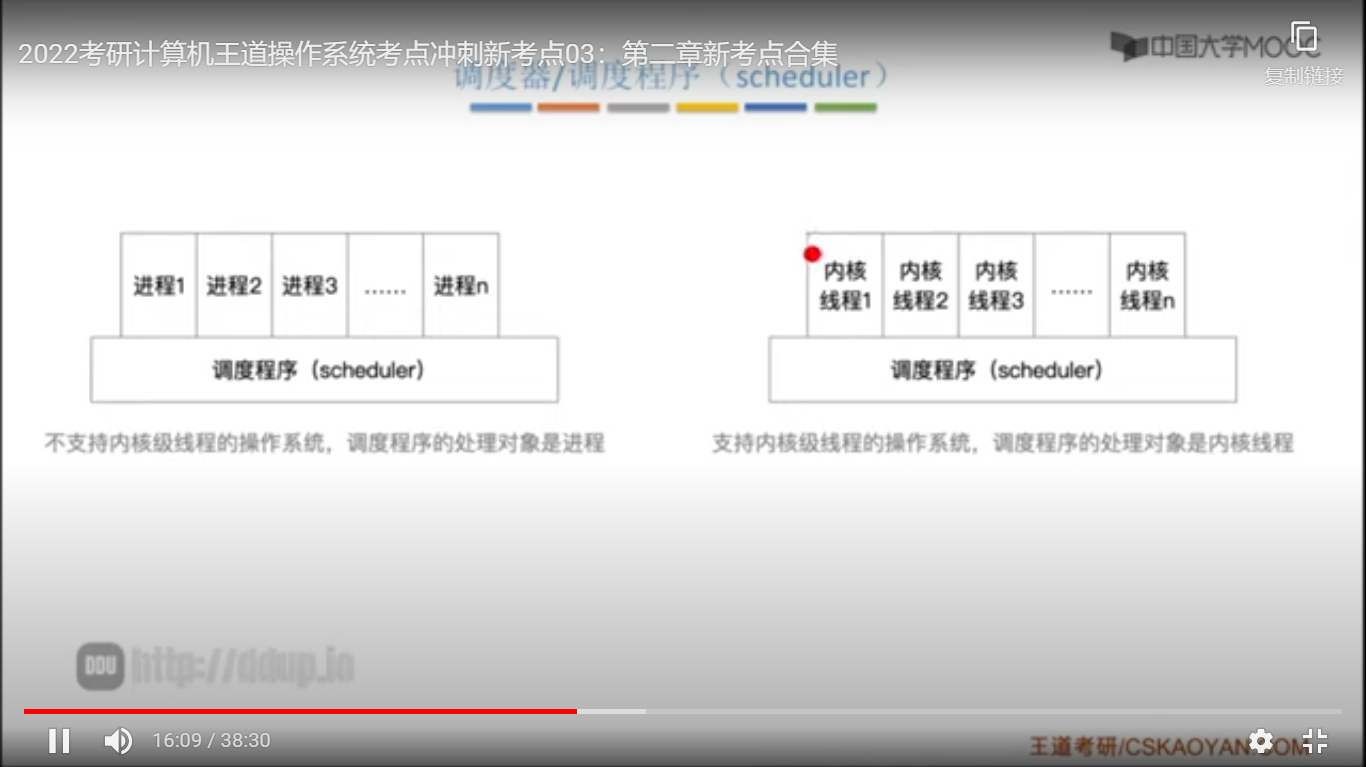 2022考研计算机王道操作系统考点冲刺新考点03：第二章新考点合集
中国大学MOOC
调度器/调度程序（scheduler）
复制链接
进程1 进程2 进程3 …… 进程n
调度程序（scheduler）
不支持内核级线程的操作系统，调度程序的处理对象是进程
内核线程1 内核线程2 内核线程3 …… 内核线程n
调度程序（scheduler）
支持内核级线程的操作系统，调度程序的处理对象是内核线程
DDU http://ddup.io
16:09 / 38:30
王道考研/CSKAOYAN.COM